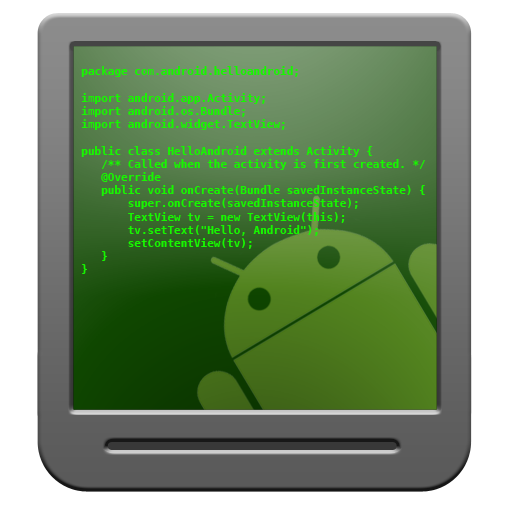 package com.android.helloandroid;

import android.app.Activity;
import android.os.Bundle;
import android.widget.TextView;

public class HelloAndroid extends Activity {
   /** Called when the activity is first created. */
   @Override
   public void onCreate(Bundle savedInstanceState) {
       super.onCreate(savedInstanceState);
       TextView tv = new TextView(this);
       tv.setText("Hello, Android");
       setContentView(tv);
   }
}